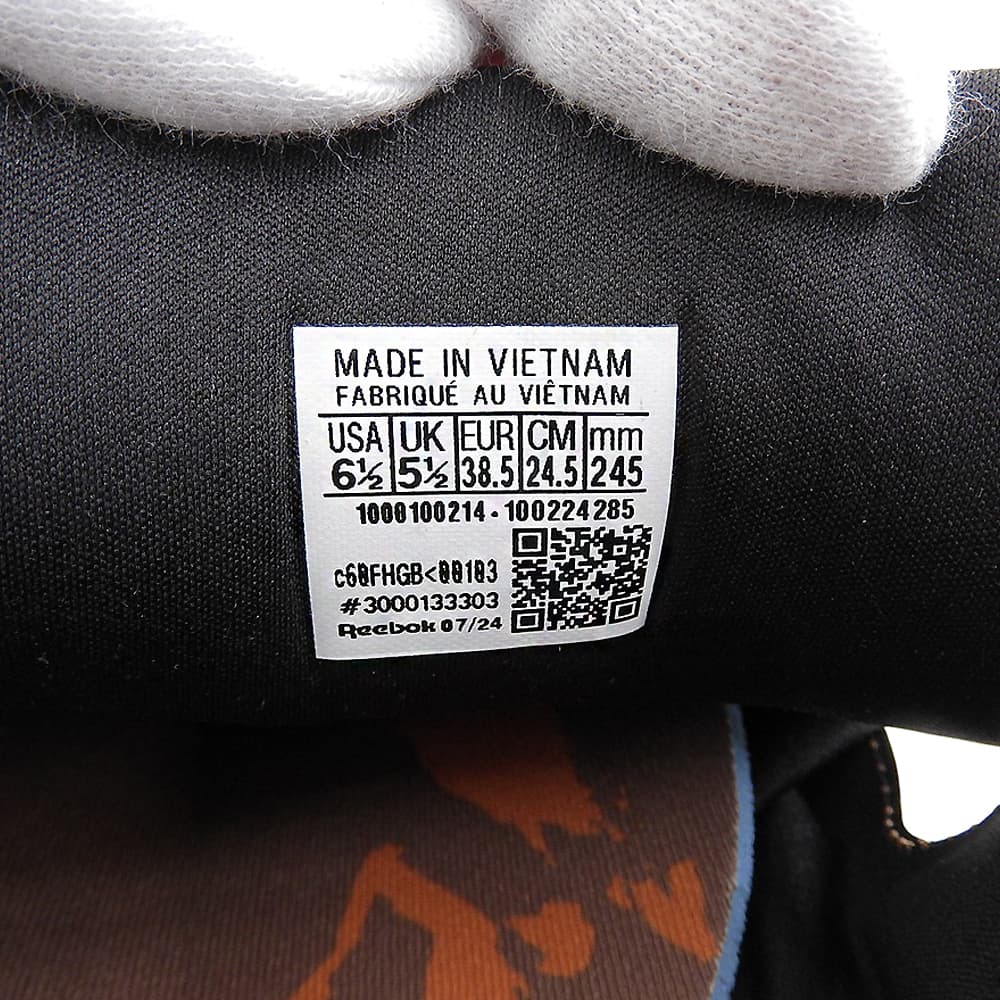 MADE IN VIETNAM
FABRIQUÉ AU VIÊTNAM
USA UK EUR CM mm
6½ 5½ 38.5 24.5 245
1000100214-100224285
c60FHGB<00103
#3000133303
Reebok 07/24